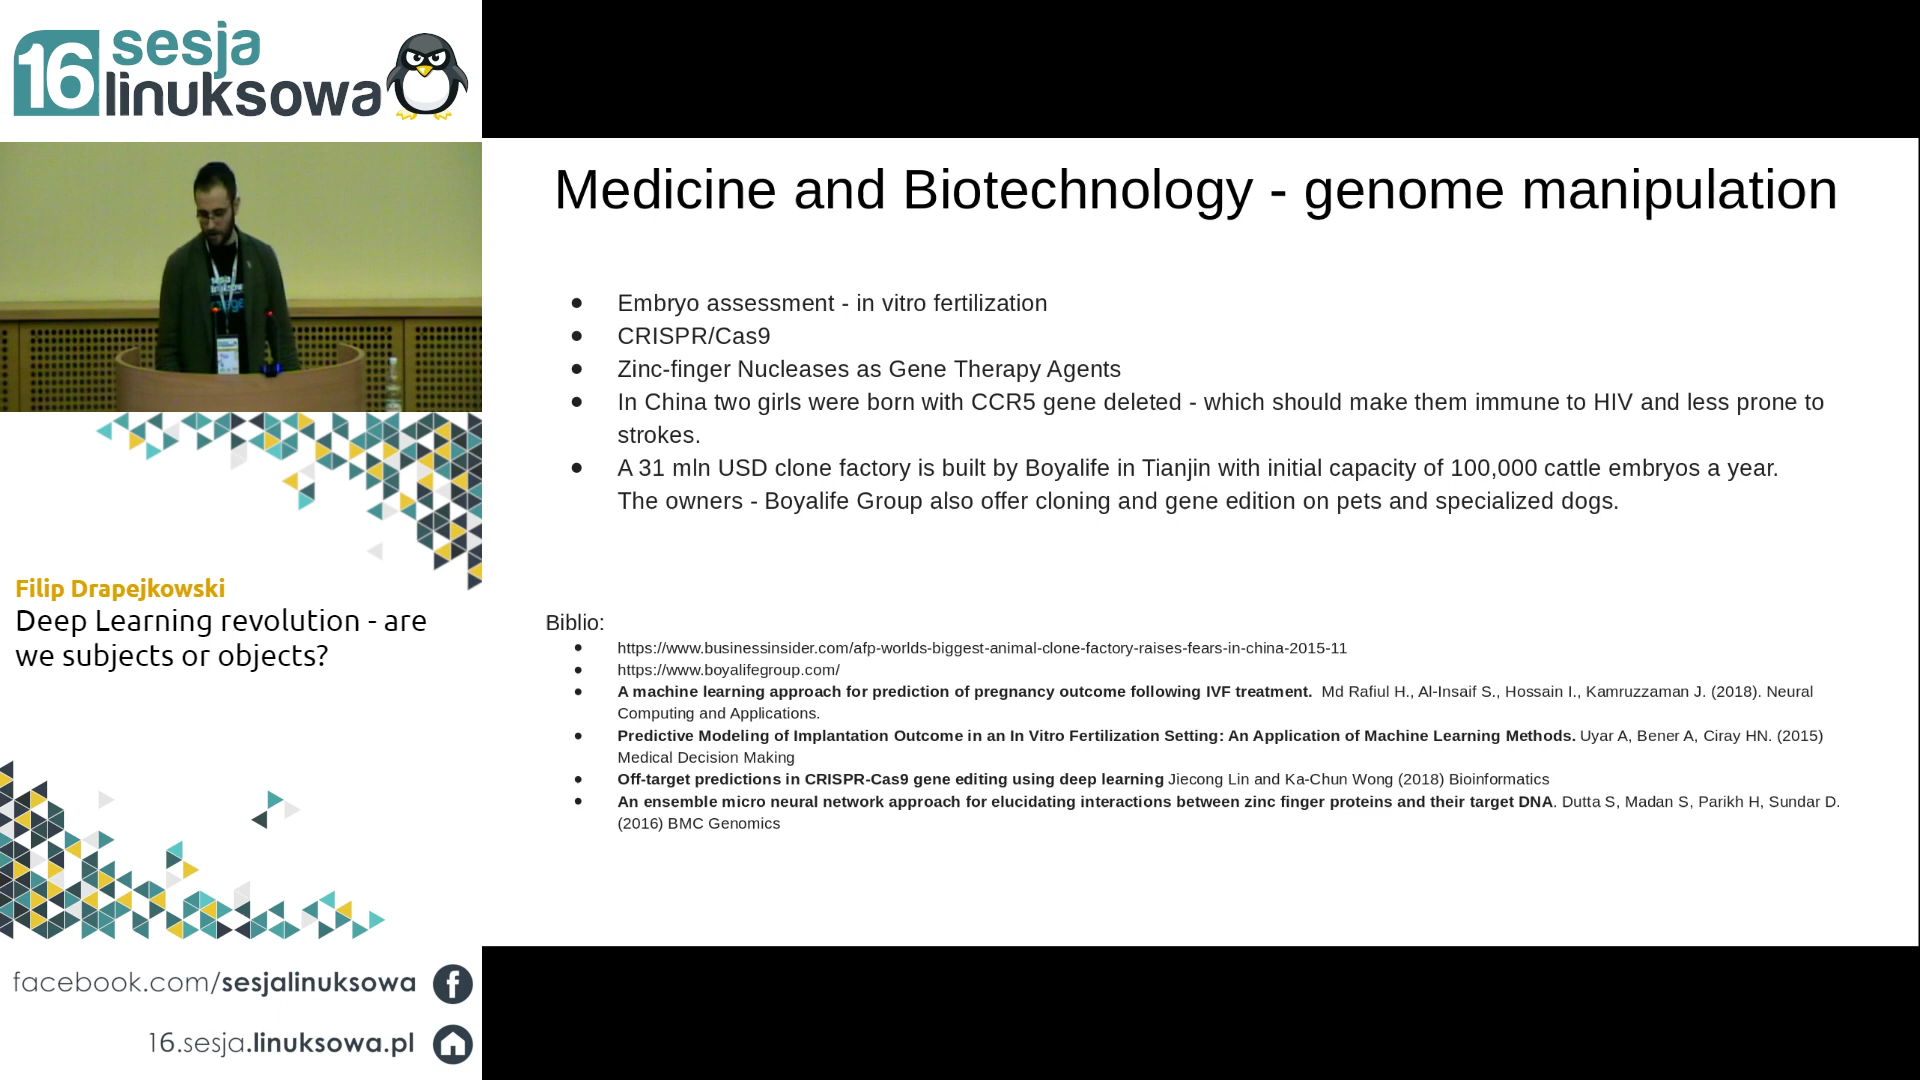 16 sesja
linuksowa
Filip Drapejkowski
Deep Learning revolution - are
we subjects or objects?
facebook.com/sesjalinuksowa
16.sesja.linuksowa.pl
Medicine and Biotechnology - genome manipulation
● Embryo assessment - in vitro fertilization
● CRISPR/Cas9
● Zinc-finger Nucleases as Gene Therapy Agents
● In China two girls were born with CCR5 gene deleted - which should make them immune to HIV and less prone to
strokes.
● A 31 mln USD clone factory is built by Boyalife in Tianjin with initial capacity of 100,000 cattle embryos a year.
The owners - Boyalife Group also offer cloning and gene edition on pets and specialized dogs.
Biblio:
● https://www.businessinsider.com/afp-worlds-biggest-animal-clone-factory-raises-fears-in-china-2015-11
● https://www.boyalifegroup.com/
● A machine learning approach for prediction of pregnancy outcome following IVF treatment. Md Rafiul H., Al-Insaif S., Hossain I., Kamruzzaman J. (2018). Neural
Computing and Applications.
● Predictive Modeling of Implantation Outcome in an In Vitro Fertilization Setting: An Application of Machine Learning Methods. Uyar A, Bener A, Ciray HN. (2015)
Medical Decision Making
● Off-target predictions in CRISPR-Cas9 gene editing using deep learning Jiecong Lin and Ka-Chun Wong (2018) Bioinformatics
● An ensemble micro neural network approach for elucidating interactions between zinc finger proteins and their target DNA. Dutta S, Madan S, Parikh H, Sundar D.
(2016) BMC Genomics